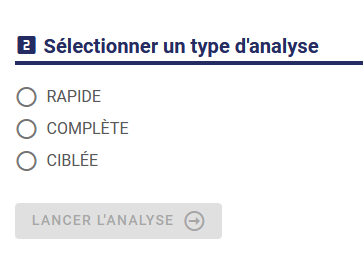 2 Sélectionner un type d'analyse
RAPIDE
COMPLÈTE
CIBLÉE
LANCER L'ANALYSE